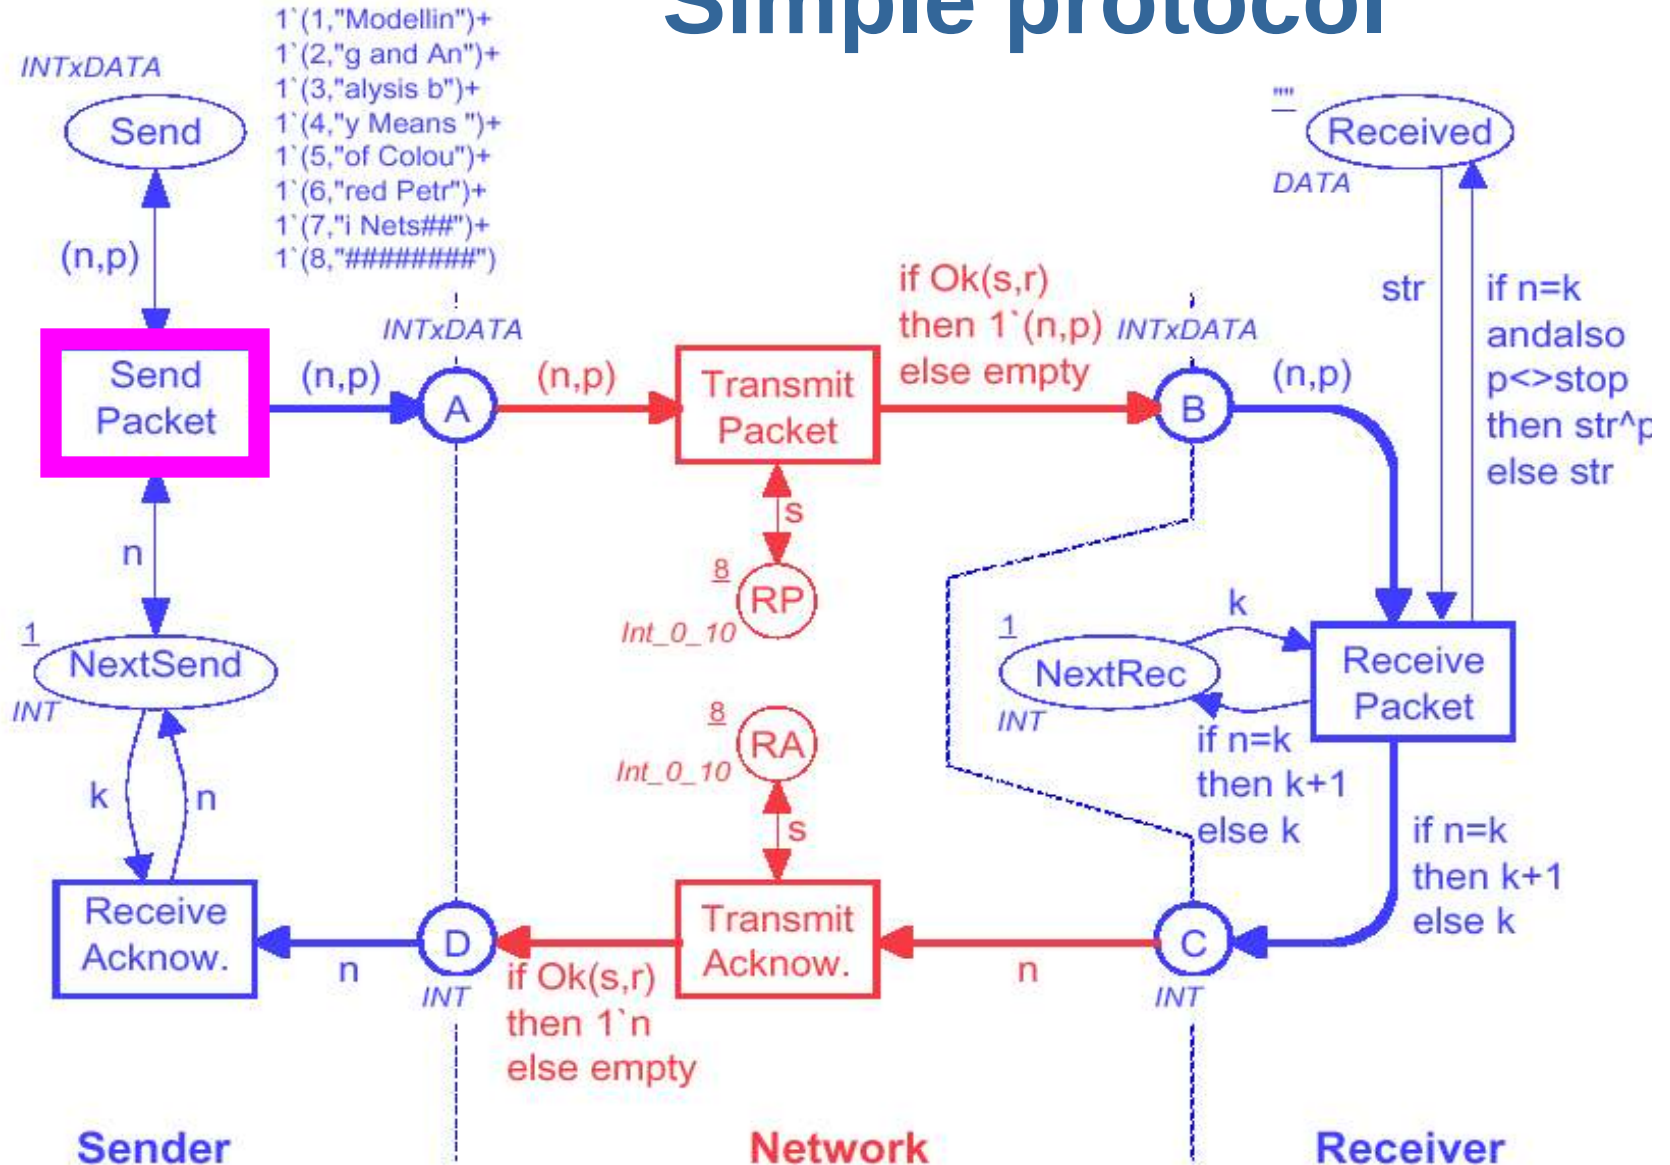 Simple protocol
1`(1,"Modellin")+
1`(2,"g and An")+
1`(3,"alysis b")+
1`(4,"y Means ")+
1`(5,"of Colou")+
1`(6,"red Petr")+
1`(7,"i Nets##")+
1`(8,"########")
INTxDATA
Send
(n,p)
Send
Packet
n
1
NextSend
INT
k
n
Receive
Acknow.
n
(n,p)
INTxDATA
A
(n,p)
Transmit
Packet
s
8
RP
Int_0_10
8
RA
Int_0_10
s
Transmit
Acknow.
if Ok(s,r)
then 1`(n,p)
else empty
INTxDATA
B
(n,p)
""
Received
DATA
str
if n=k
andalso
p<>stop
then str^p
else str
k
1
NextRec
INT
Receive
Packet
if n=k
then k+1
else k
if n=k
then k+1
else k
C
INT
n
D
INT
if Ok(s,r)
then 1`n
else empty
Sender
Network
Receiver